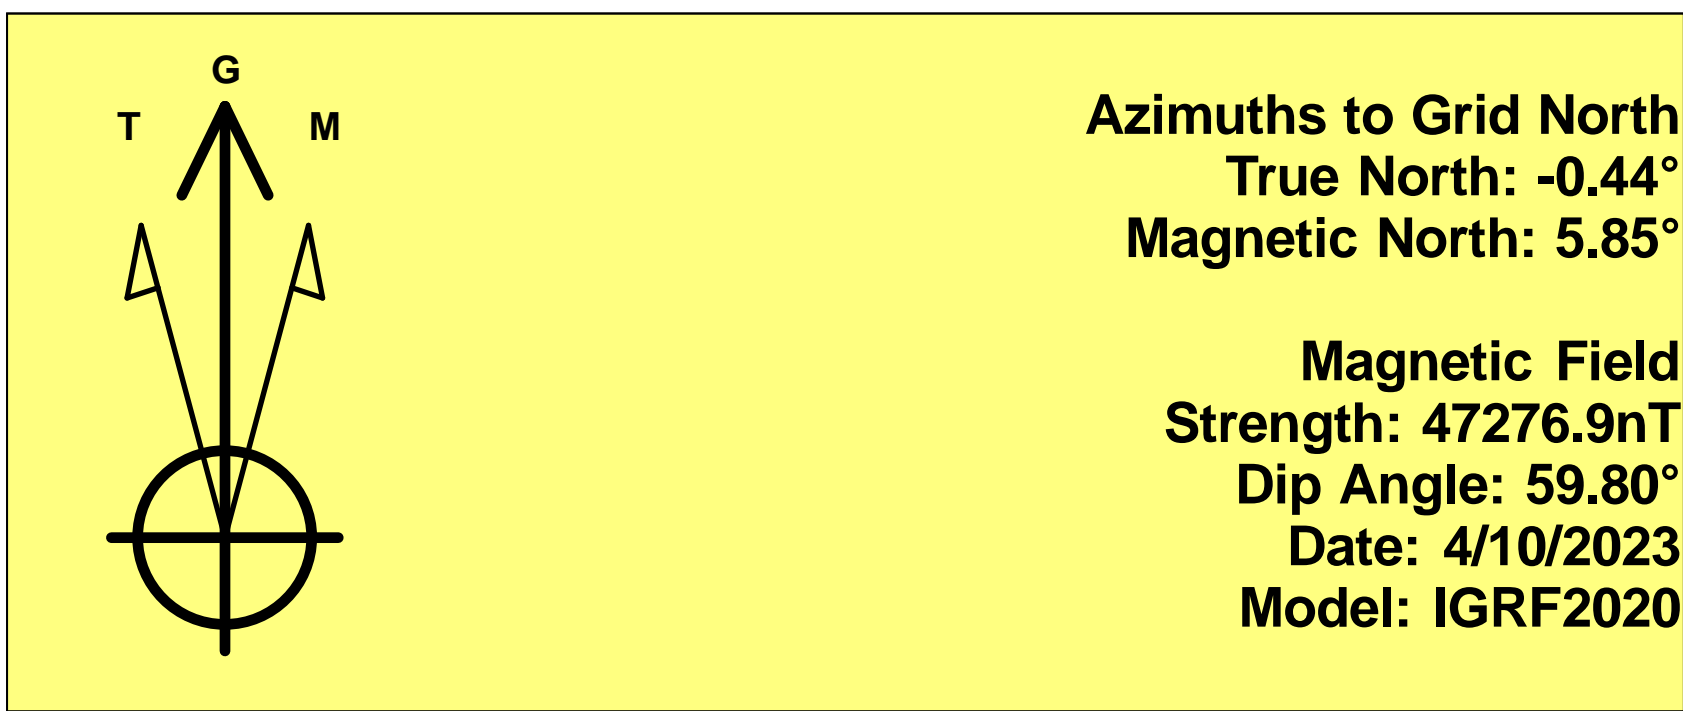 G
T
M
Azimuths to Grid North
True North: -0.44°
Magnetic North: 5.85°
Magnetic Field
Strength: 47276.9nT
Dip Angle: 59.80°
Date: 4/10/2023
Model: IGRF2020